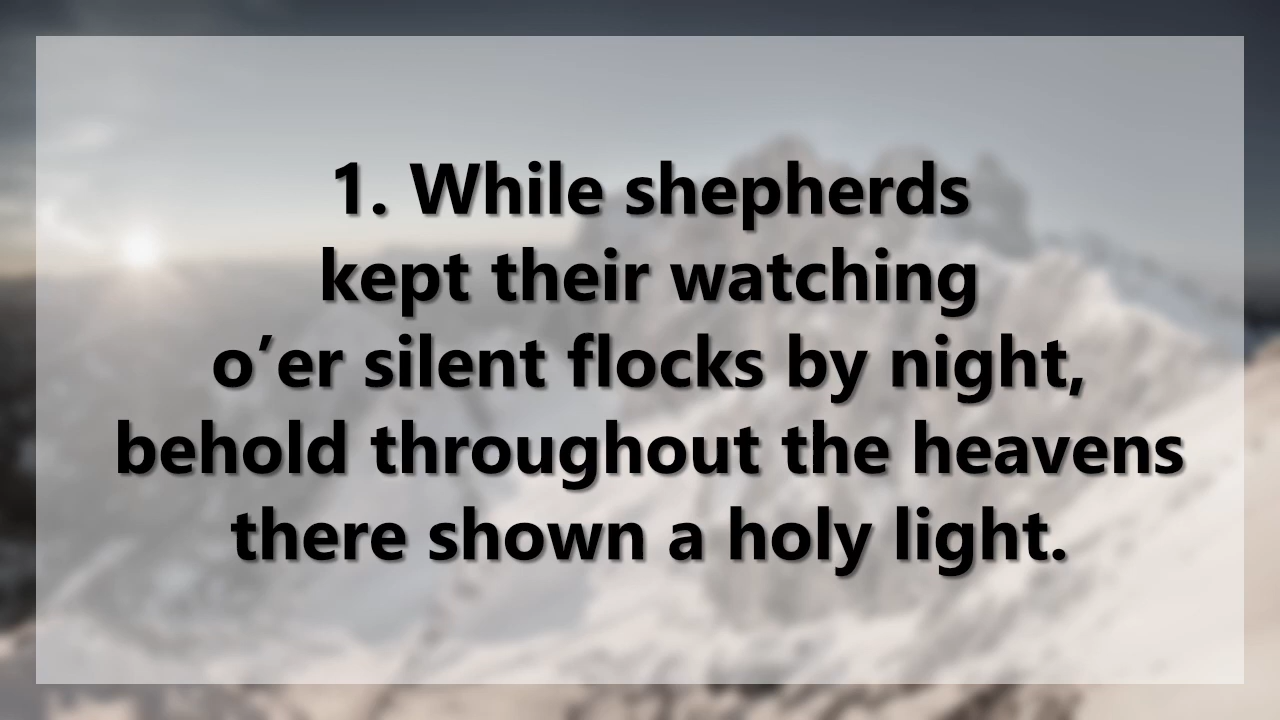 1. While shepherds
kept their watching
o’er silent flocks by night,
behold throughout the heavens
there shown a holy light.